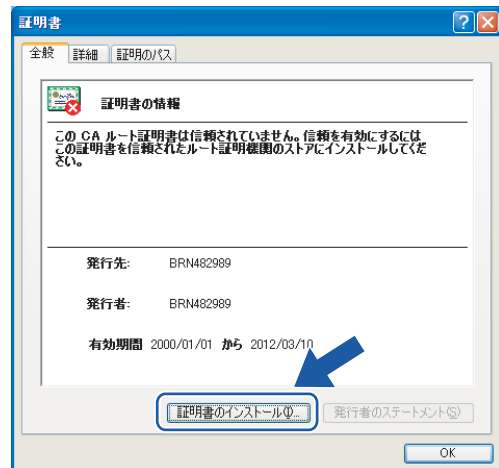 証明書
全般 詳細 証明のパス
証明書の情報
この CA ルート証明書は信頼されていません。信頼を有効にするには
この証明書を信頼されたルート証明機関のストアにインストールしてくだ
さい。
発行先: BRN482989
発行者: BRN482989
有効期間 2000/01/01 から 2012/03/10
証明書のインストール(I)... 発行者のステートメント(S)
OK